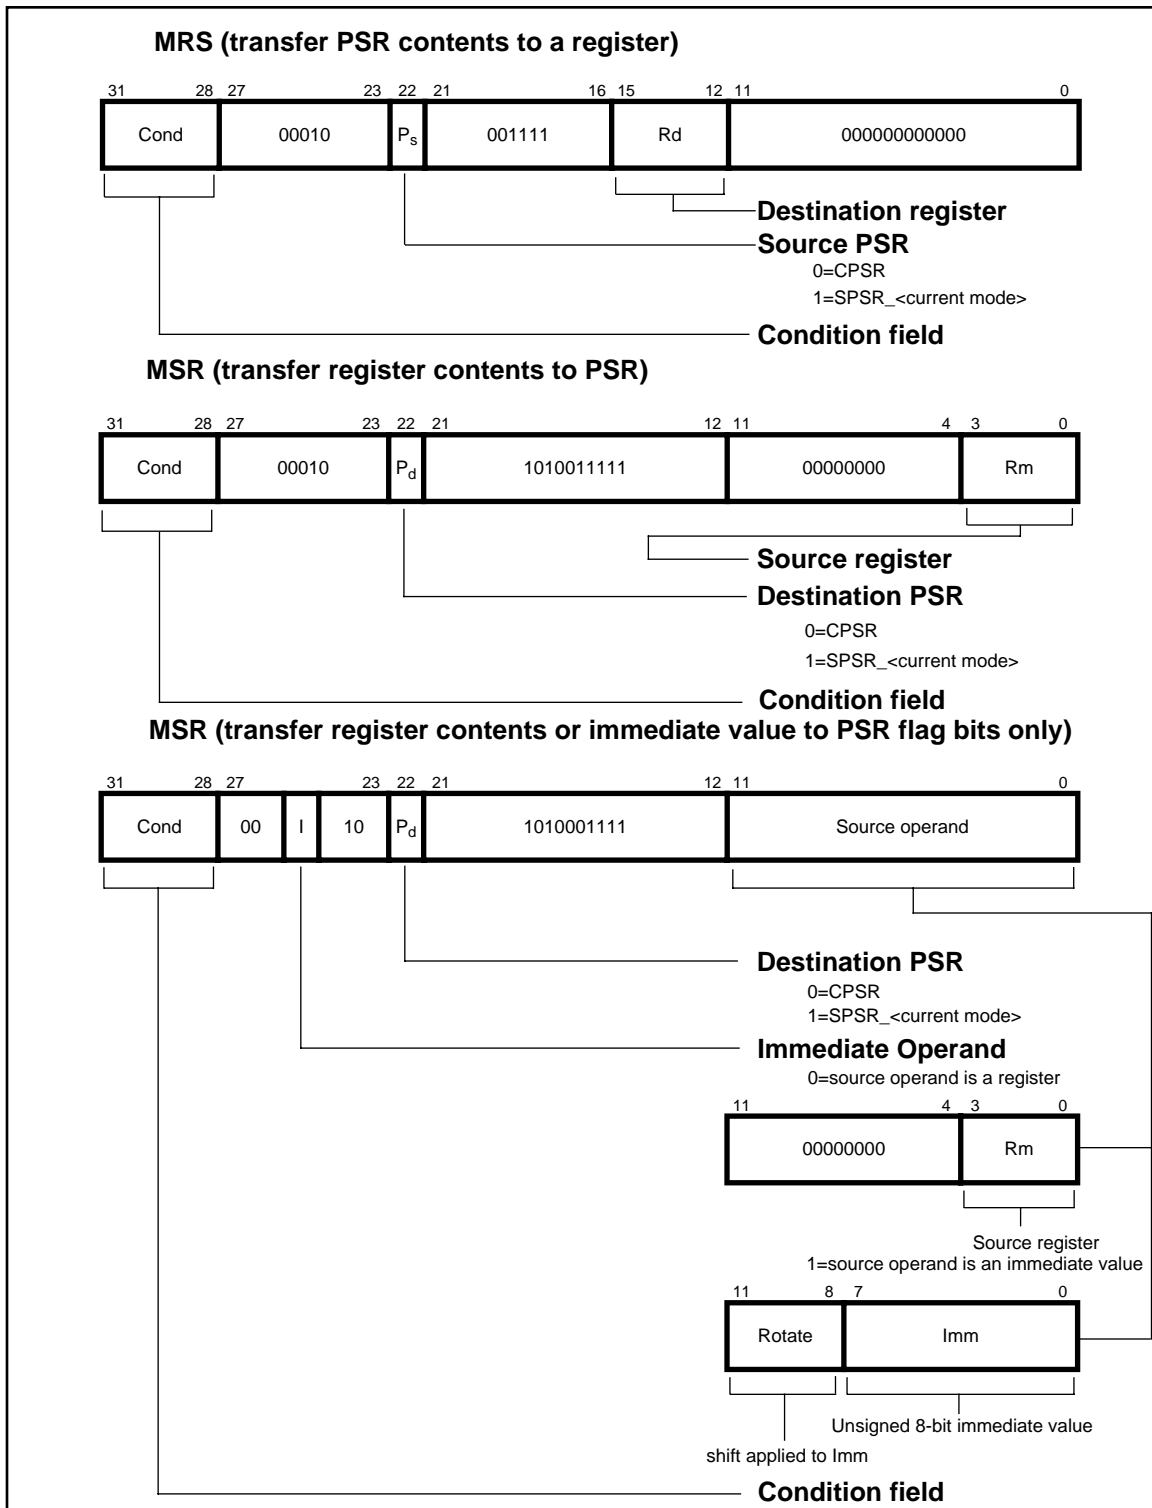 MRS (transfer PSR contents to a register)
31 28 27 23 22 21 16 15 12 11 0
Cond 00010 Ps 001111 Rd 000000000000
Destination register
Source PSR
0=CPSR
1=SPSR_<current mode>
Condition field
MSR (transfer register contents to PSR)
31 28 27 23 22 21 12 11 4 3 0
Cond 00010 Pd 1010011111 00000000 Rm
Source register
Destination PSR
0=CPSR
1=SPSR_<current mode>
Condition field
MSR (transfer register contents or immediate value to PSR flag bits only)
31 28 27 23 22 21 12 11 0
Cond 00 I 10 Pd 1010001111 Source operand
Destination PSR
0=CPSR
1=SPSR_<current mode>
Immediate Operand
0=source operand is a register
11 4 3 0
00000000 Rm
Source register
1=source operand is an immediate value
11 8 7 0
Rotate Imm
Unsigned 8-bit immediate value
shift applied to Imm
Condition field